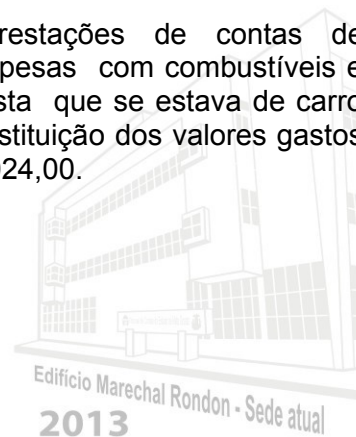 restações de contas de
pesas com combustíveis e
sta que se estava de carro
stituição dos valores gastos
024,00.
Edifício Marechal Rondon - Sede atual
2013